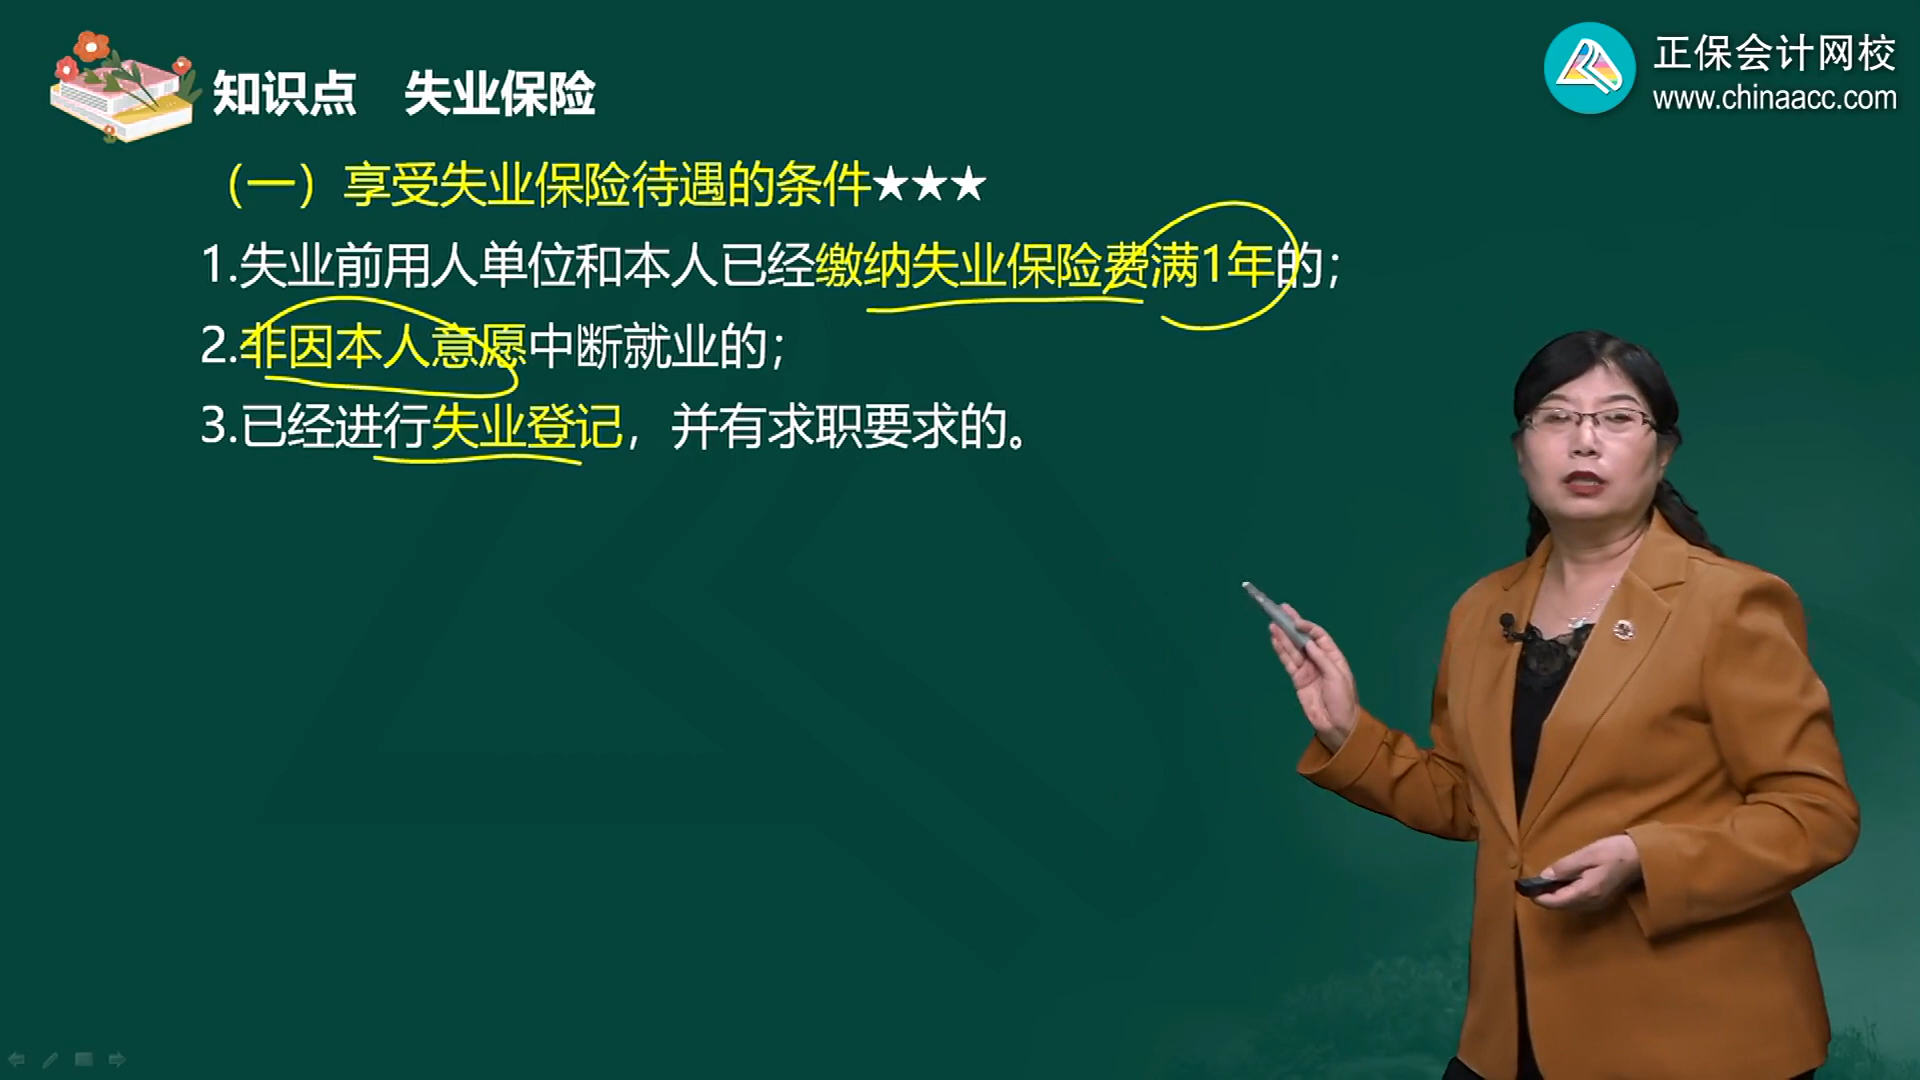 正保会计网校
www.chinaacc.com
知识点 失业保险
（一）享受失业保险待遇的条件★★★
1.失业前用人单位和本人已经缴纳失业保险费满1年的；
2.非因本人意愿中断就业的；
3.已经进行失业登记，并有求职要求的。